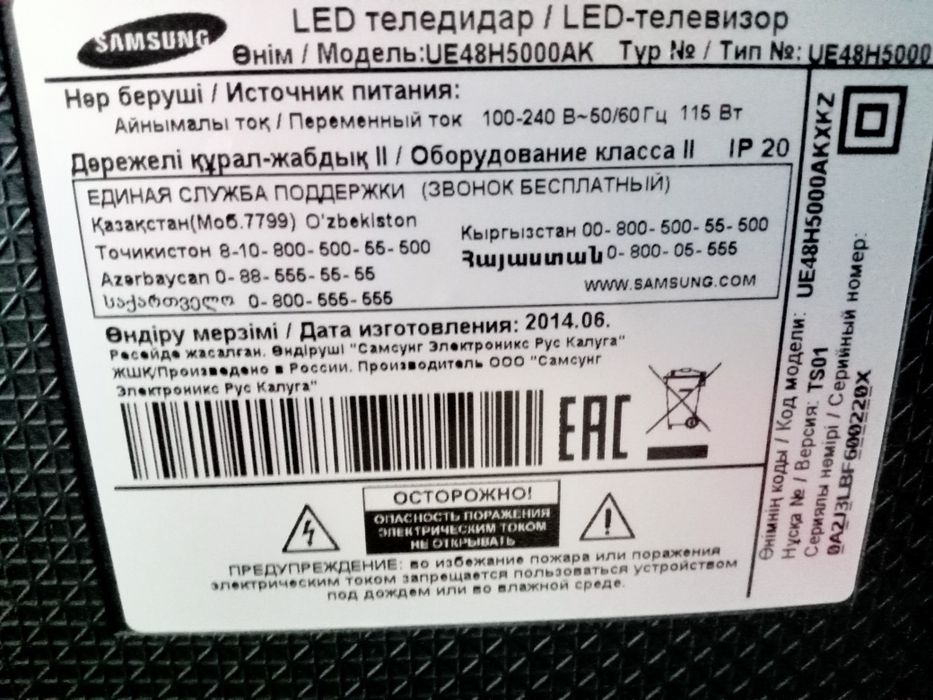 SAMSUNG
LED теледидар / LED-телевизор
Өнім / Модель:UE48H5000AK Түр № / Тип №: UE48H5000
Нәр беруші / Источник питания:
Айнымалы тоқ / Переменный ток 100-240 В~50/60Гц 115 Вт
Дәрежелі құрал-жабдық II / Оборудование класса II IP 20
ЕДИНАЯ СЛУЖБА ПОДДЕРЖКИ (ЗВОНОК БЕСПЛАТНЫЙ)
Қазақстан(Моб.7799) O'zbekiston
Точикистон 8-10-800-500-55-500
Azərbaycan 0-88-555-55-55
საქართველო 0-800-555-555
Кыргызстан 00-800-500-55-500
Հայաստան 0-800-05-555
WWW.SAMSUNG.COM
Өндіру мерзімі / Дата изготовления: 2014.06.
Ресейде жасалған. Өндіруші "Самсунг Электроникс Рус Калуга"
ЖШҚ/Произведено в России. Производитель ООО "Самсунг
Электроникс Рус Калуга"
EAC
ОСТОРОЖНО!
ОПАСНОСТЬ ПОРАЖЕНИЯ
ЭЛЕКТРИЧЕСКИМ ТОКОМ
НЕ ОТКРЫВАТЬ
ПРЕДУПРЕЖДЕНИЕ: во избежание пожара или поражения
электрическим током запрещается пользоваться устройством
под дождем или во влажной среде.
Өнімнің коды / Код модели: UE48H5000AKXKZ
Нұсқа № / Версия: TS01
Сериялы нөмірі / Серийный номер:
0A2J3LBF600220X